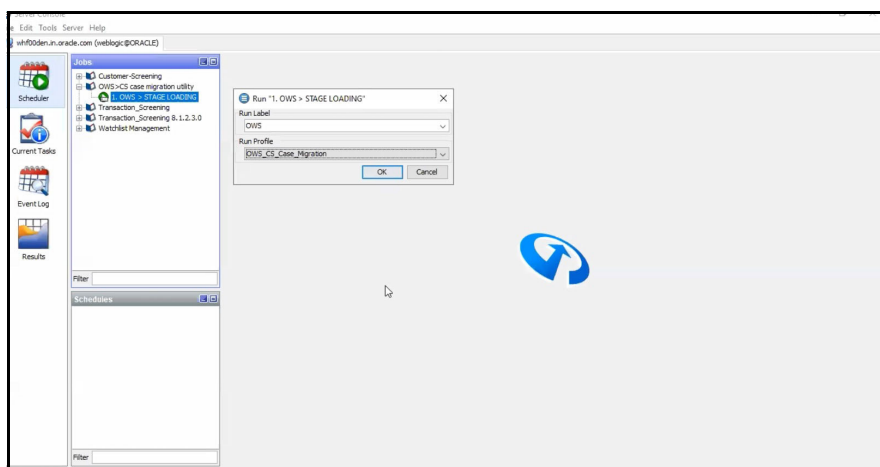 Server Console
Edit Tools Server Help
whf00den.in.oracle.com (weblogic@ORACLE)
Scheduler
Current Tasks
Event Log
Results
Jobs
Customer-Screening
OWS>CS case migration utility
1. OWS > STAGE LOADING
Transaction_Screening
Transaction_Screening 8.1.2.3.0
Watchlist Management
Filter
Schedules
Filter
Run "1. OWS > STAGE LOADING"
Run Label
OWS
Run Profile
OWS_CS_Case_Migration
OK Cancel